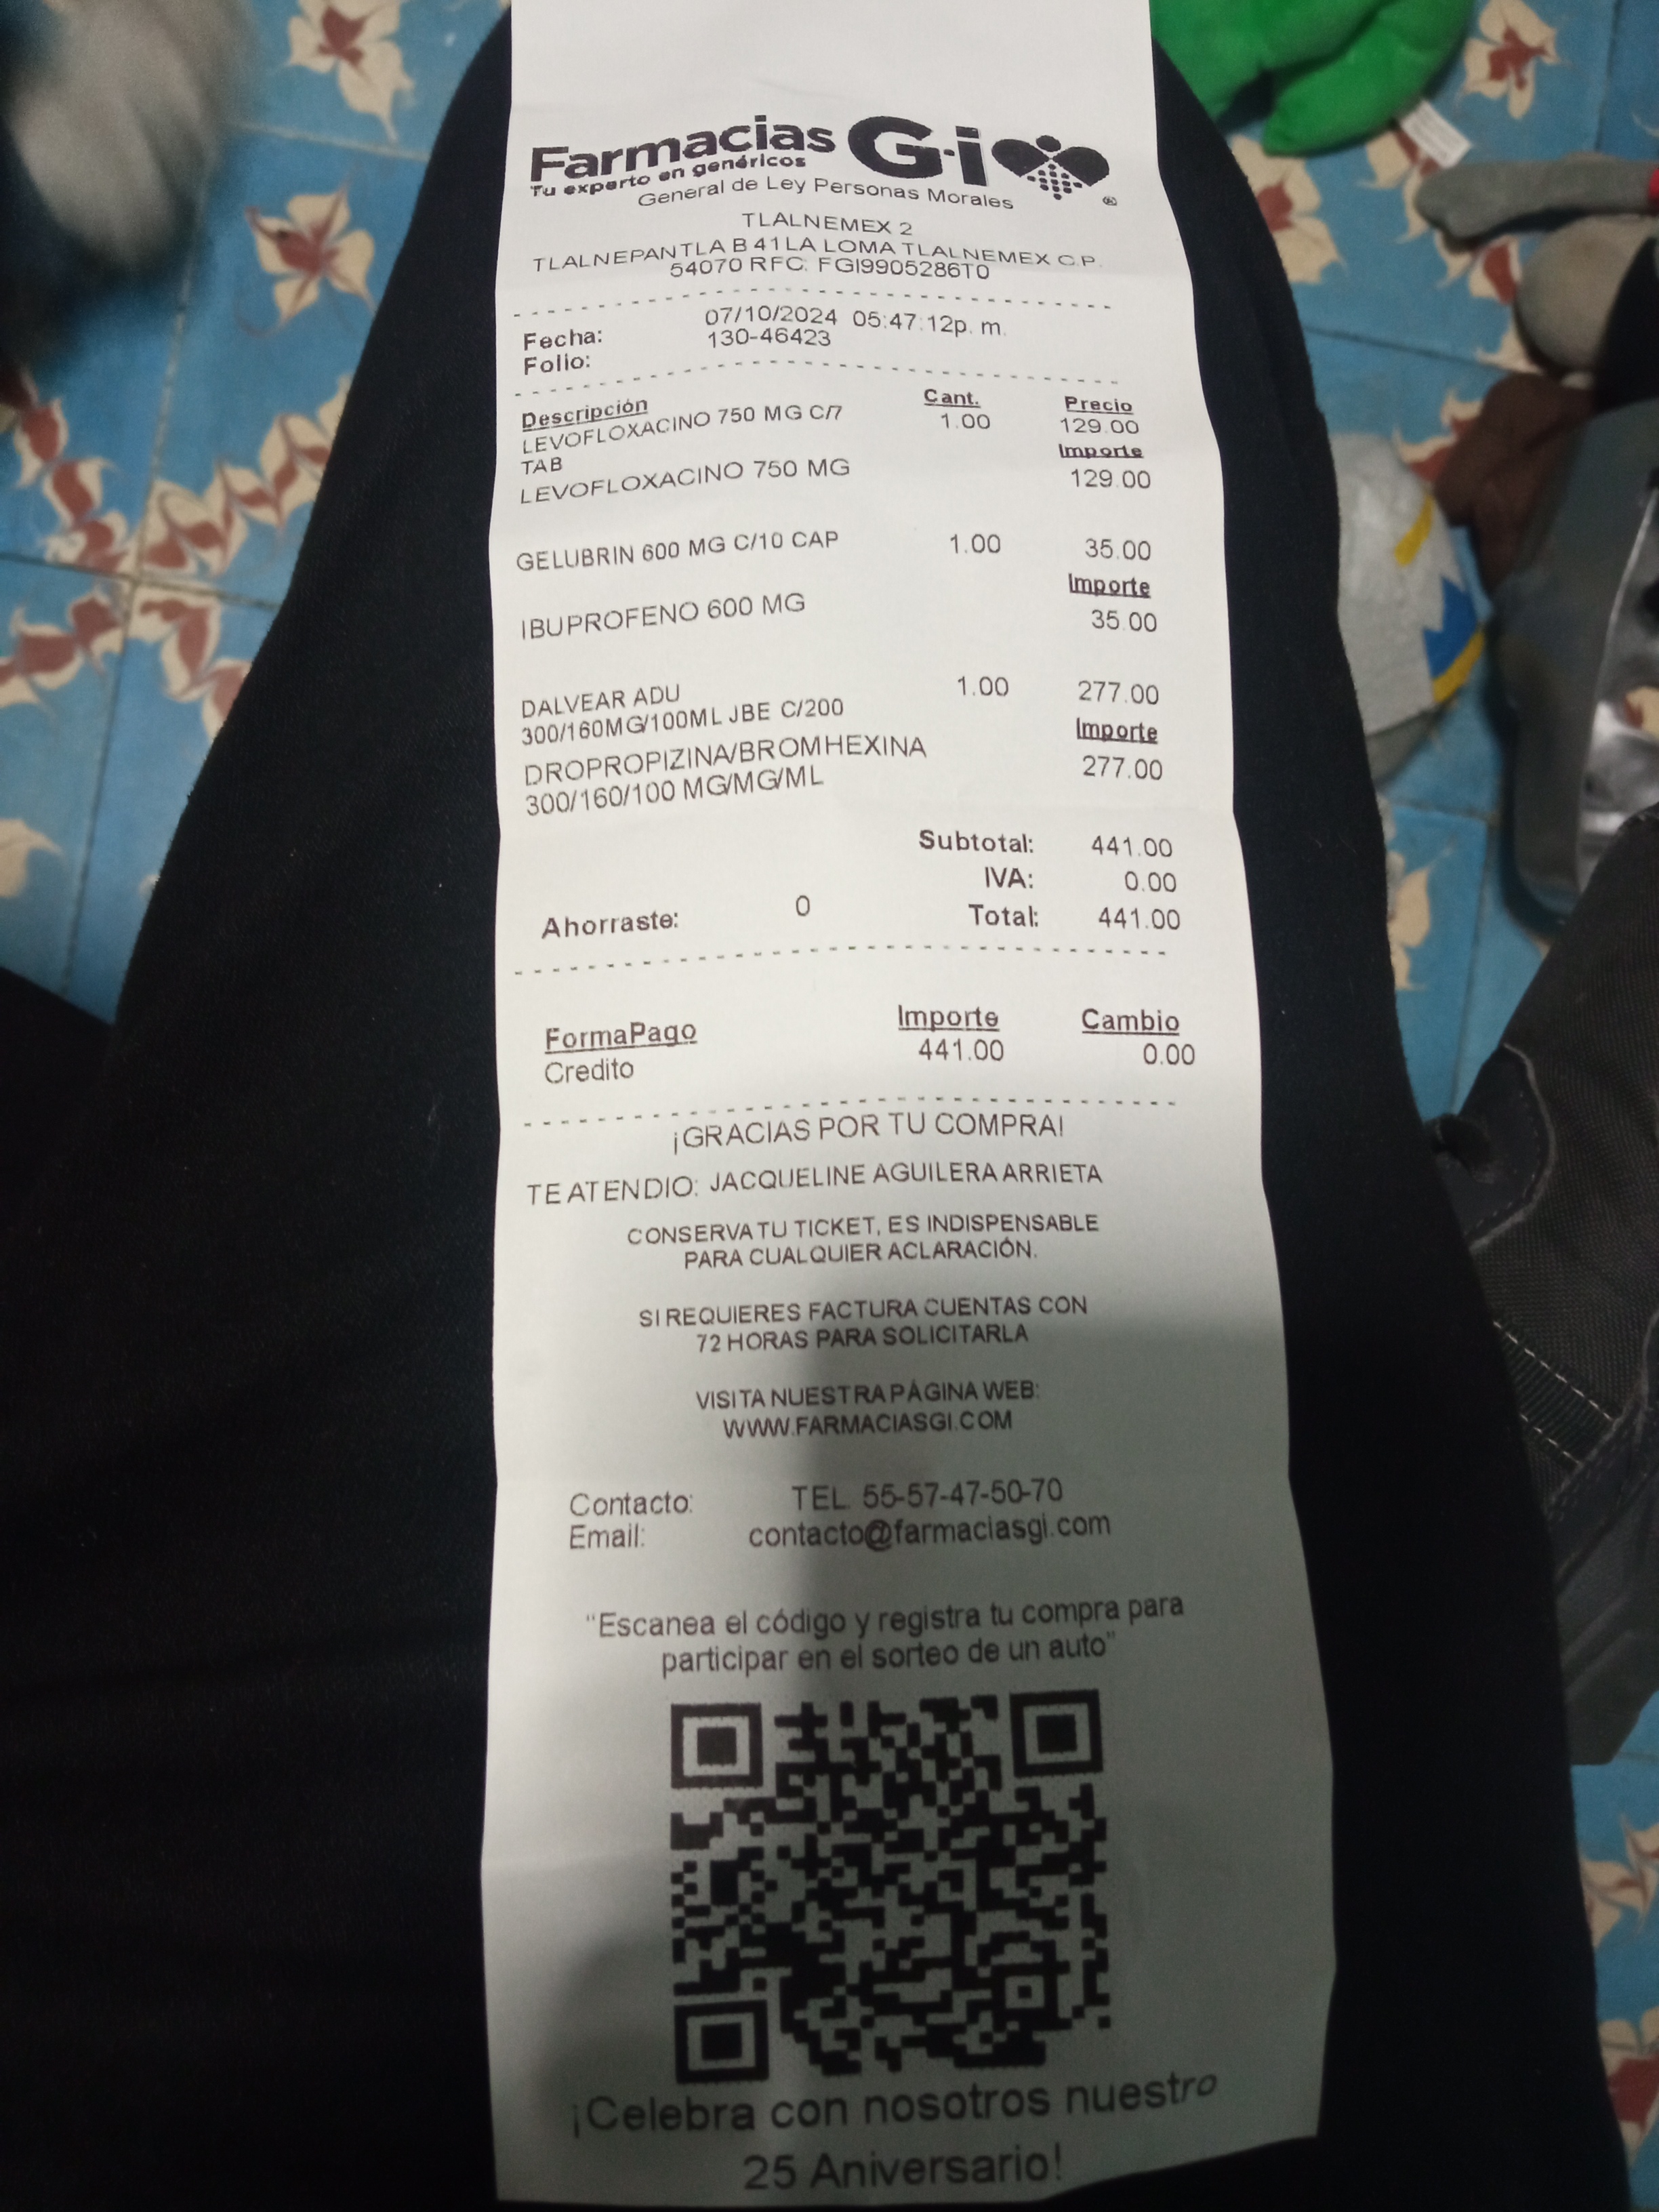 Farmacias G·i ®
Tu experto en genéricos
General de Ley Personas Morales
TLALNEMEX 2
TLALNEPANTLA B 41 LA LOMA TLALNEMEX C.P.
54070 RFC. FGI9905286T0
Fecha: 07/10/2024 05:47:12p. m.
Folio: 130-46423
Descripción Cant. Precio
LEVOFLOXACINO 750 MG C/7 1.00 129.00
TAB Importe
LEVOFLOXACINO 750 MG 129.00
GELUBRIN 600 MG C/10 CAP 1.00 35.00
Importe
IBUPROFENO 600 MG 35.00
DALVEAR ADU 1.00 277.00
300/160MG/100ML JBE C/200 Importe
DROPROPIZINA/BROMHEXINA 277.00
300/160/100 MG/MG/ML
Subtotal: 441.00
IVA: 0.00
Ahorraste: 0 Total: 441.00
FormaPago Importe Cambio
Credito 441.00 0.00
¡GRACIAS POR TU COMPRA!
TE ATENDIO: JACQUELINE AGUILERA ARRIETA
CONSERVA TU TICKET, ES INDISPENSABLE
PARA CUALQUIER ACLARACIÓN.
SI REQUIERES FACTURA CUENTAS CON
72 HORAS PARA SOLICITARLA
VISITA NUESTRA PÁGINA WEB:
WWW.FARMACIASGI.COM
Contacto: TEL. 55-57-47-50-70
Email: contacto@farmaciasgi.com
"Escanea el código y registra tu compra para
participar en el sorteo de un auto"
¡Celebra con nosotros nuestro
25 Aniversario!